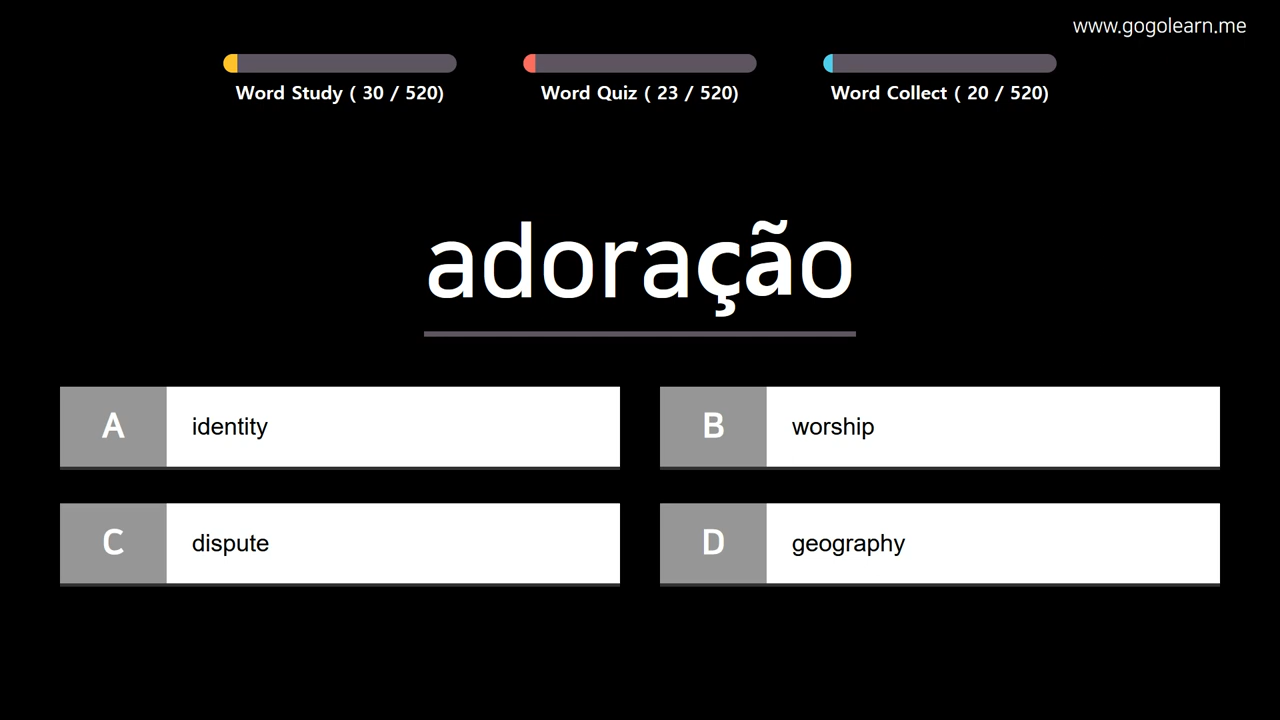 www.gogolearn.me
Word Study ( 30 / 520)
Word Quiz ( 23 / 520)
Word Collect ( 20 / 520)
adoração
A identity
B worship
C dispute
D geography